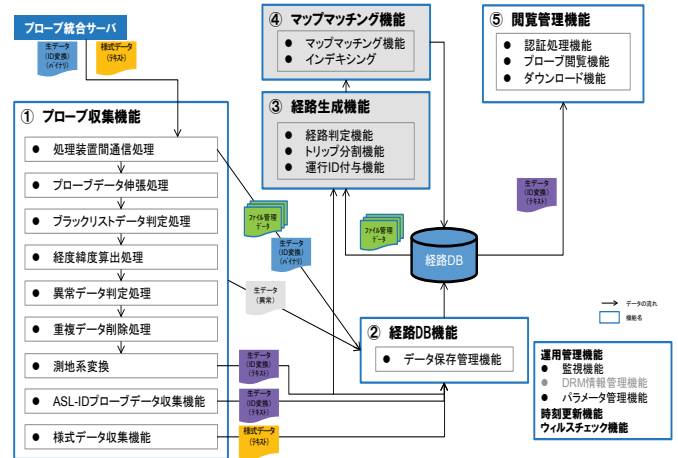 プローブ統合サーバ
生データ
(ID変換)
(バイナリ)
様式データ
(テキスト)
① プローブ収集機能
● 処理装置間通信処理
● プローブデータ伸張処理
● ブラックリストデータ判定処理
● 経度緯度算出処理
● 異常データ判定処理
● 重複データ削除処理
● 測地系変換
● ASL-IDプローブデータ収集機能
● 様式データ収集機能
④ マップマッチング機能
● マップマッチング機能
● インデキシング
③ 経路生成機能
● 経路判定機能
● トリップ分割機能
● 運行ID付与機能
⑤ 閲覧管理機能
● 認証処理機能
● プローブ閲覧機能
● ダウンロード機能
ファイル管理
データ
生データ
(ID変換)
(バイナリ)
生データ
(異常)
ファイル管理
データ
生データ
(ID変換)
(テキスト)
経路DB
② 経路DB機能
● データ保存管理機能
生データ
(ID変換)
(テキスト)
生データ
(ID変換)
(テキスト)
様式データ
(テキスト)
データの流れ
機能名
運用管理機能
● 監視機能
● DRM情報管理機能
● パラメータ管理機能
時刻更新機能
ウィルスチェック機能